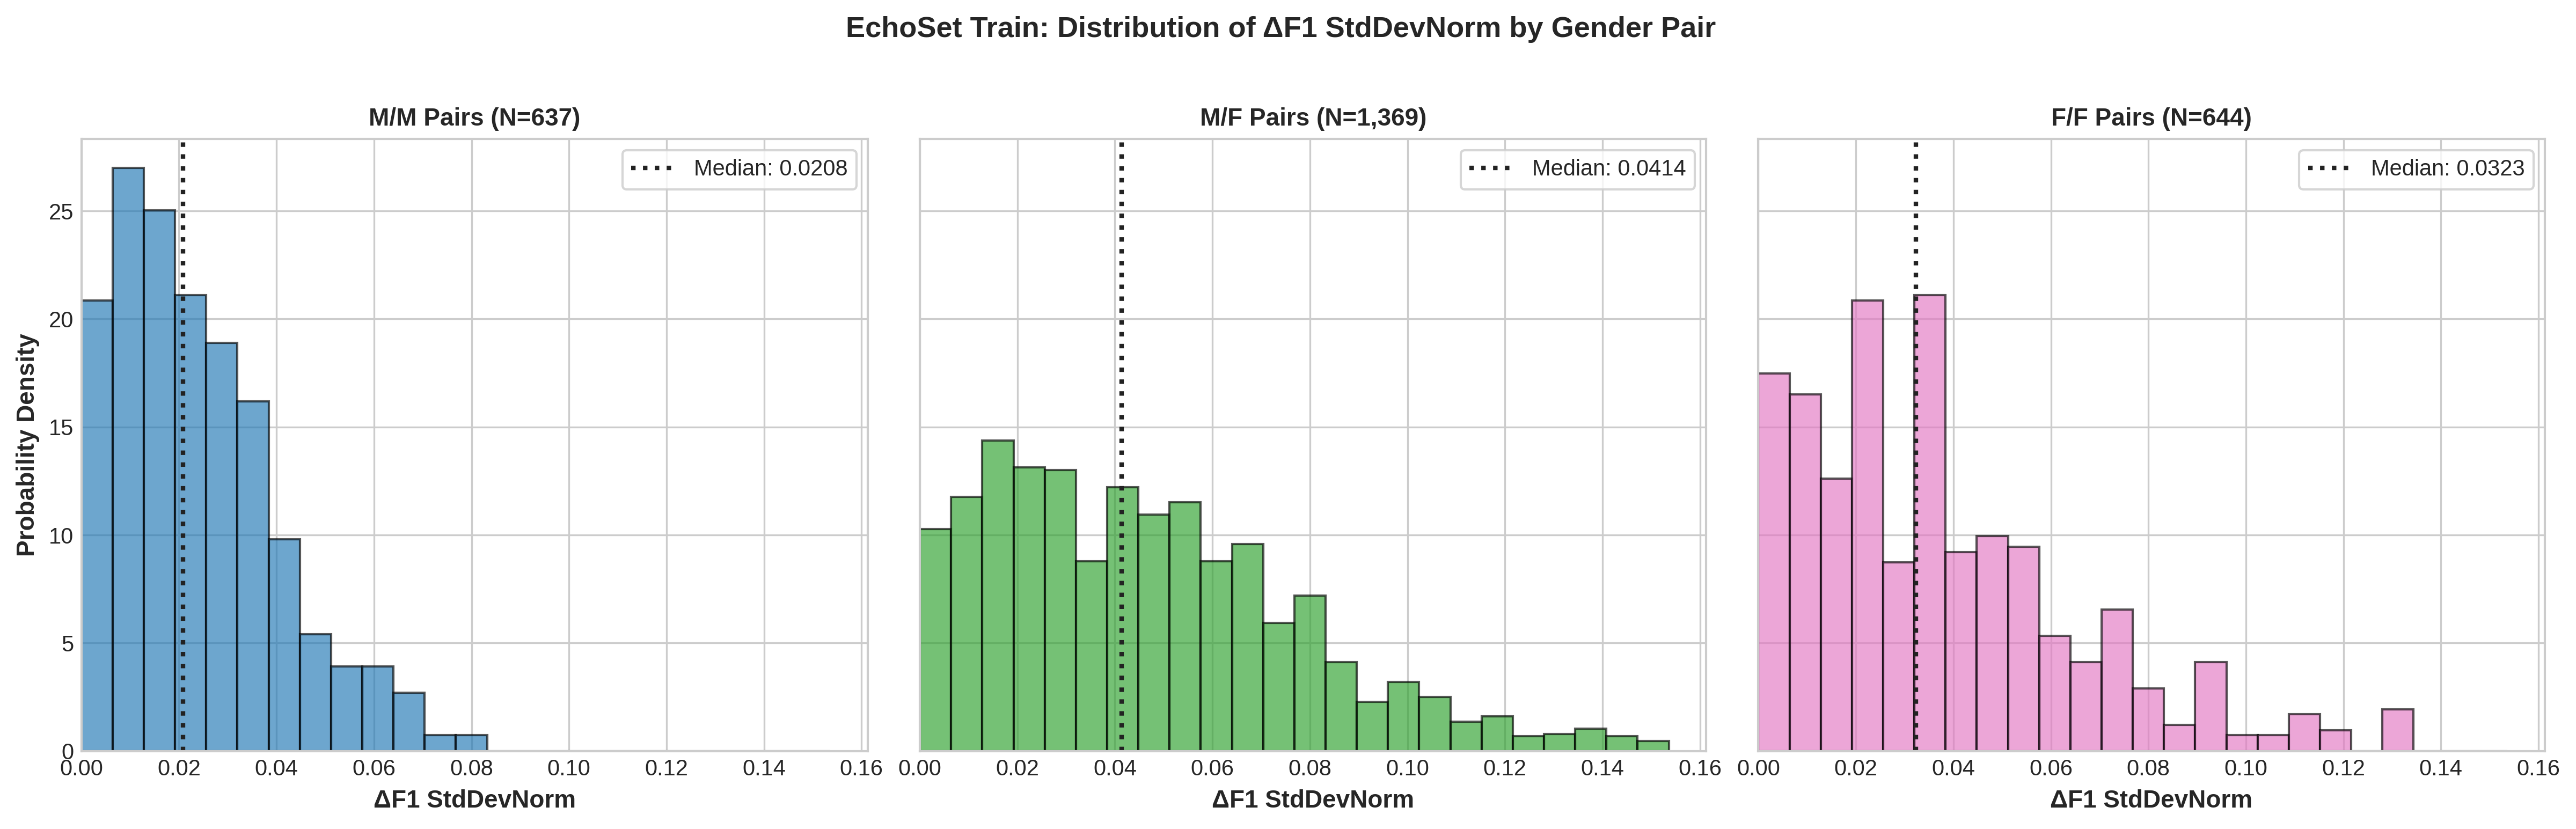 EchoSet Train: Distribution of ΔF1 StdDevNorm by Gender Pair
M/M Pairs (N=637)
Median: 0.0208
Probability Density
25
20
15
10
5
0
0.00 0.02 0.04 0.06 0.08 0.10 0.12 0.14 0.16
ΔF1 StdDevNorm
M/F Pairs (N=1,369)
Median: 0.0414
0.00 0.02 0.04 0.06 0.08 0.10 0.12 0.14 0.16
ΔF1 StdDevNorm
F/F Pairs (N=644)
Median: 0.0323
0.00 0.02 0.04 0.06 0.08 0.10 0.12 0.14 0.16
ΔF1 StdDevNorm